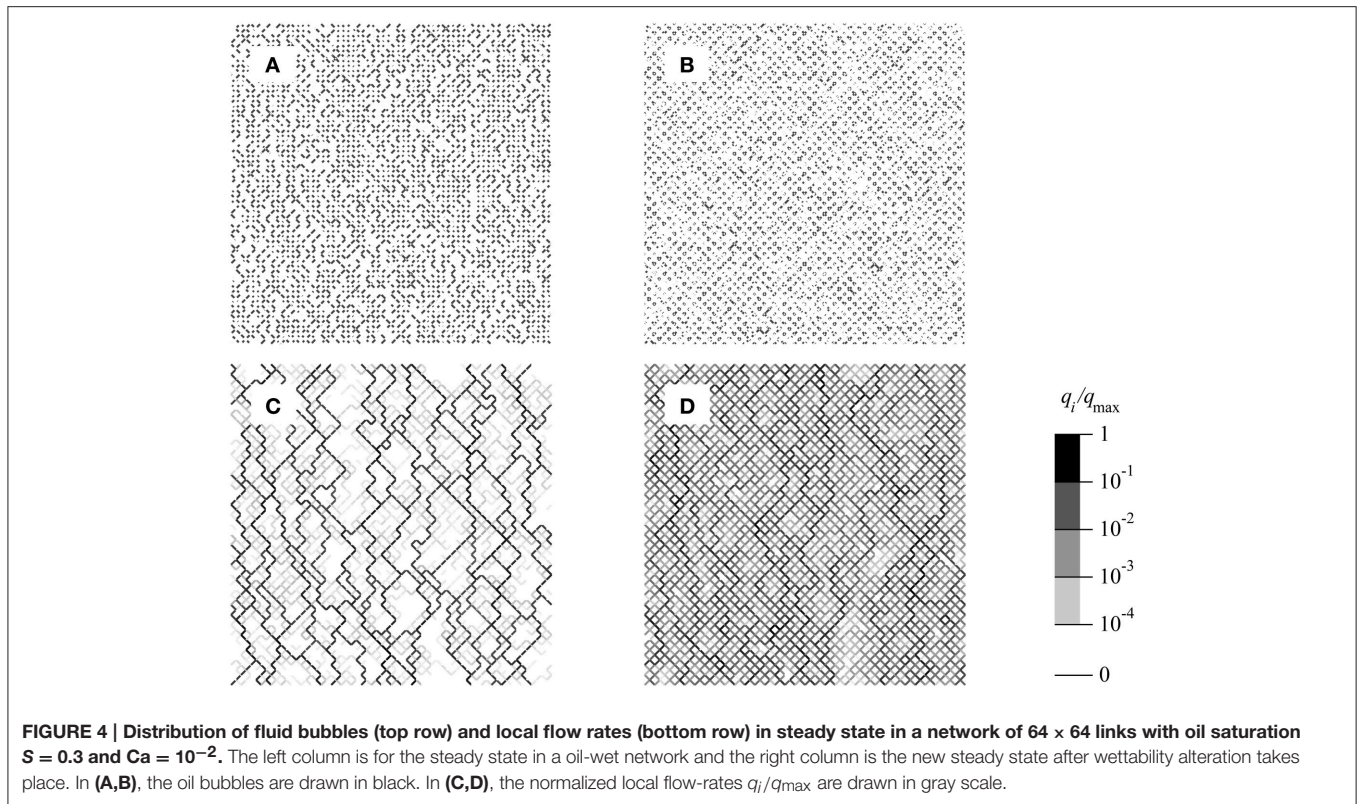 A
B
C
D
qᵢ/qₘₐₓ
1
10⁻¹
10⁻²
10⁻³
10⁻⁴
0
FIGURE 4 | Distribution of fluid bubbles (top row) and local flow rates (bottom row) in steady state in a network of 64 × 64 links with oil saturation
S = 0.3 and Ca = 10⁻². The left column is for the steady state in a oil-wet network and the right column is the new steady state after wettability alteration takes
place. In (A,B), the oil bubbles are drawn in black. In (C,D), the normalized local flow-rates qᵢ/qₘₐₓ are drawn in gray scale.